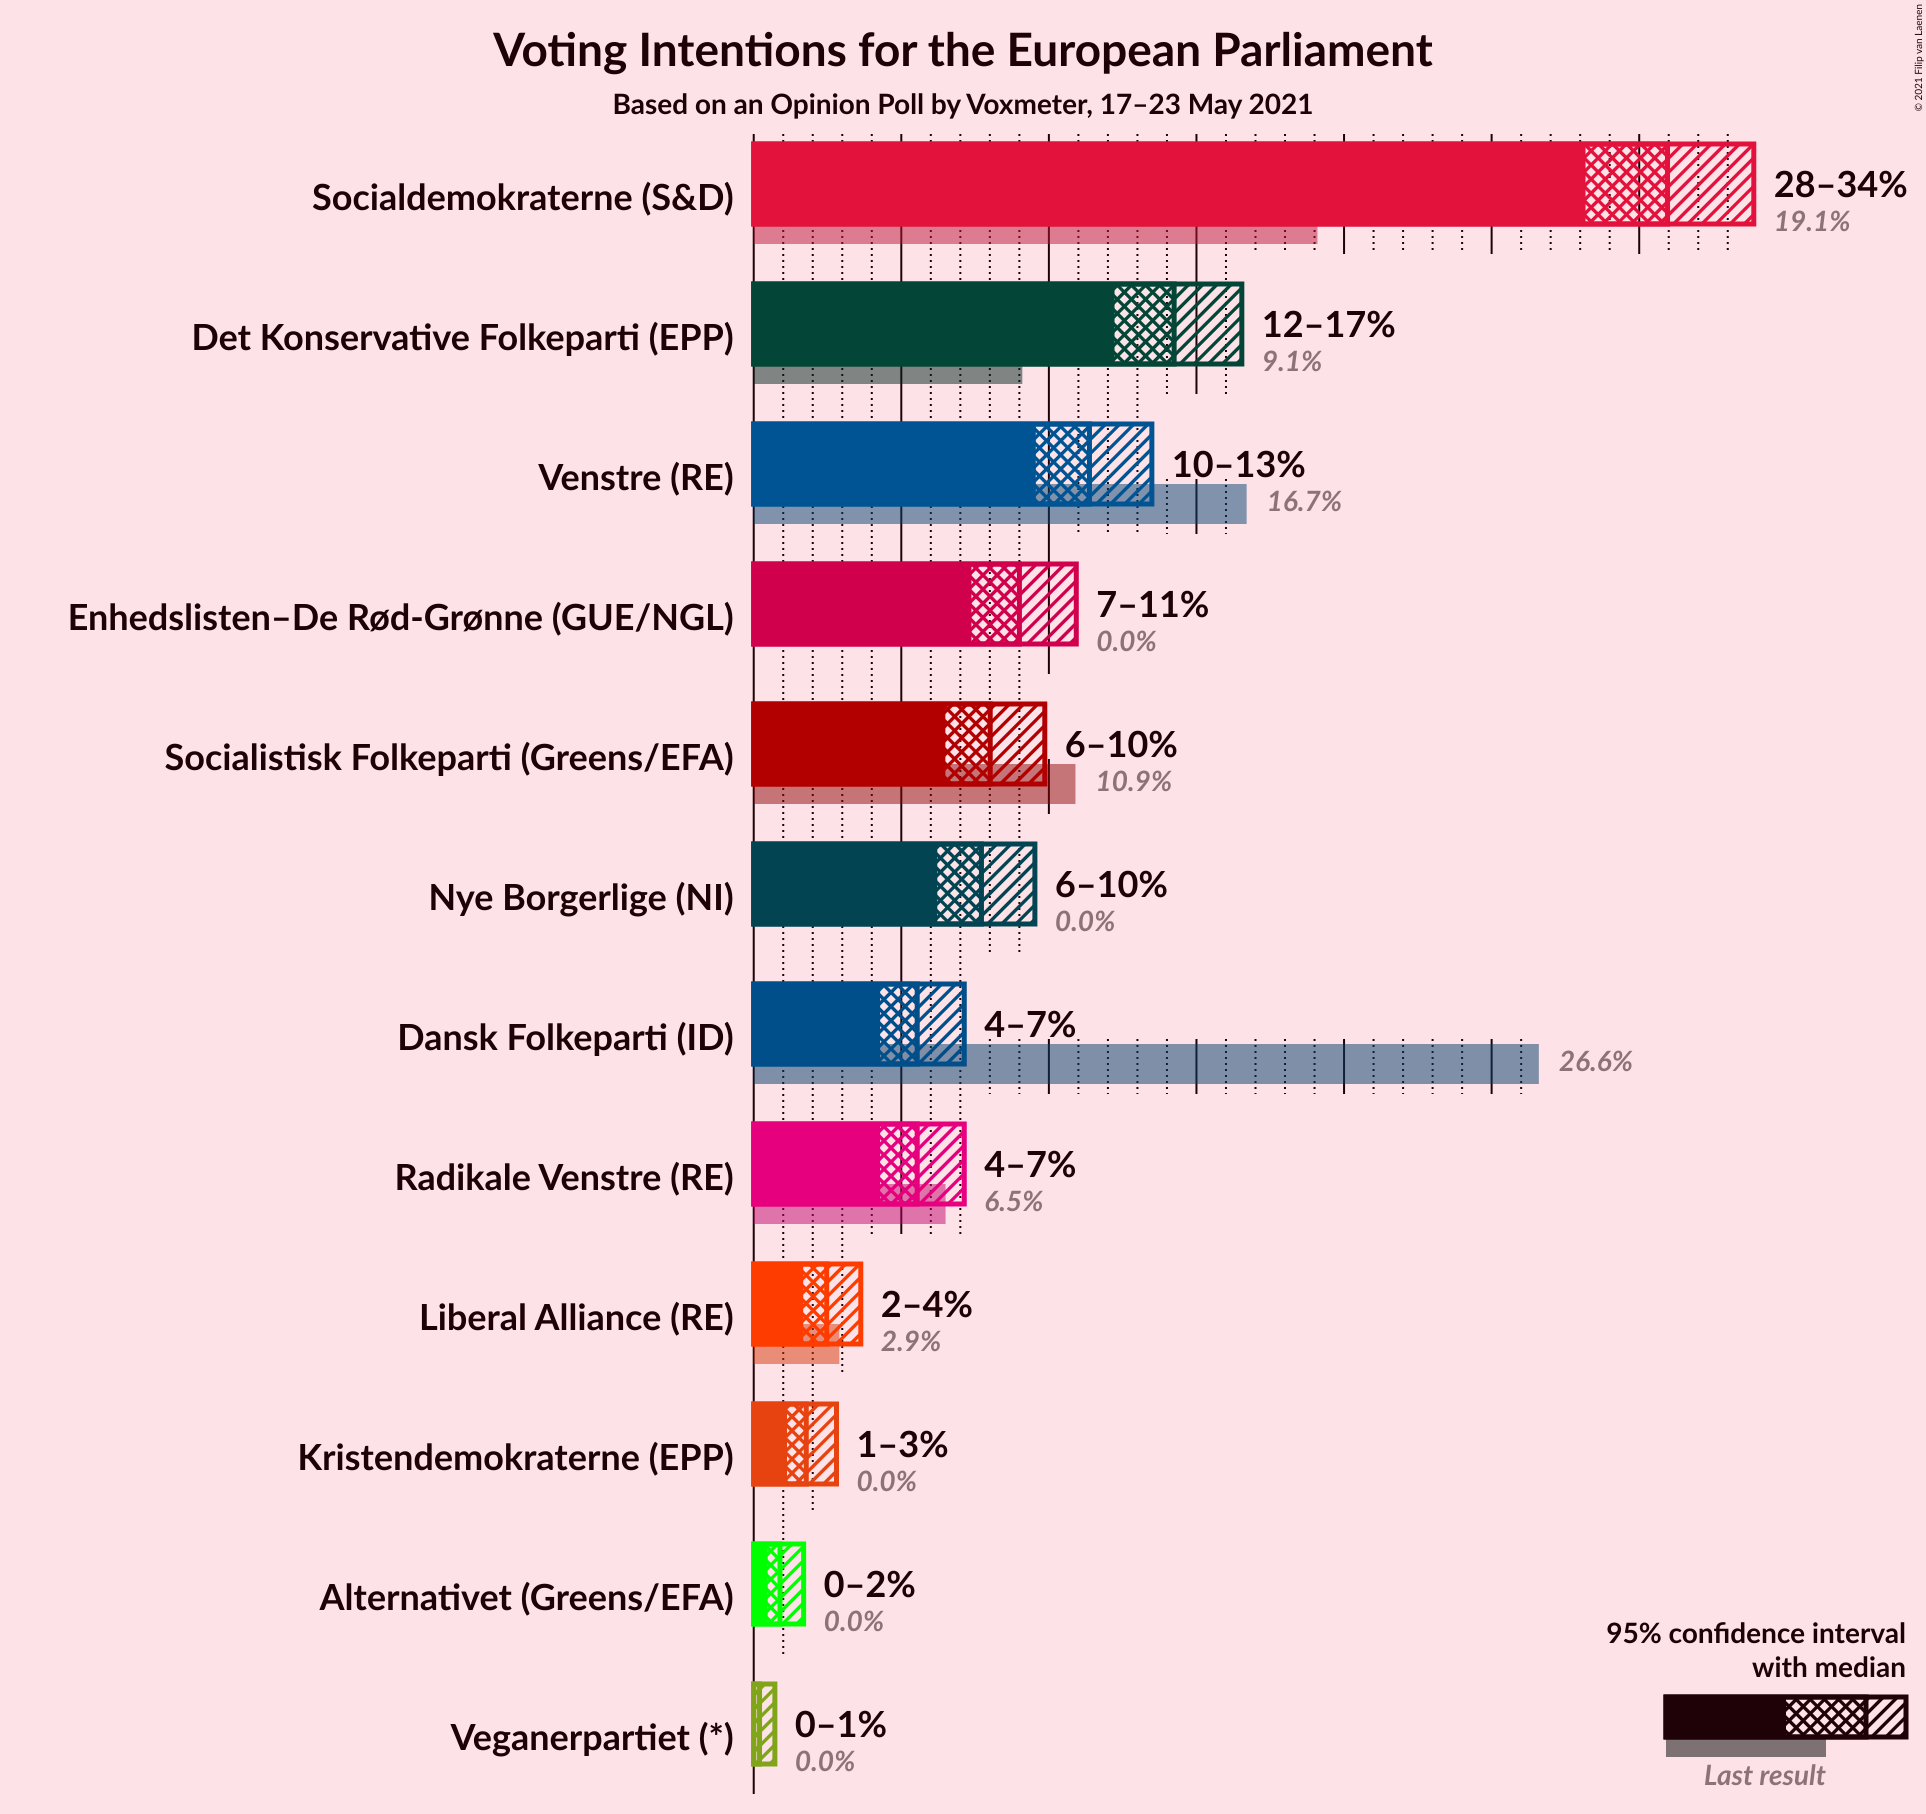 Voting Intentions for the European Parliament
Based on an Opinion Poll by Voxmeter, 17–23 May 2021
© 2021 Filip van Laenen
Socialdemokraterne (S&D)
28–34%
19.1%
Det Konservative Folkeparti (EPP)
12–17%
9.1%
Venstre (RE)
10–13%
16.7%
Enhedslisten–De Rød-Grønne (GUE/NGL)
7–11%
0.0%
Socialistisk Folkeparti (Greens/EFA)
6–10%
10.9%
Nye Borgerlige (NI)
6–10%
0.0%
Dansk Folkeparti (ID)
4–7%
26.6%
Radikale Venstre (RE)
4–7%
6.5%
Liberal Alliance (RE)
2–4%
2.9%
Kristendemokraterne (EPP)
1–3%
0.0%
Alternativet (Greens/EFA)
0–2%
0.0%
Veganerpartiet (*)
0–1%
0.0%
95% confidence interval
with median
Last result